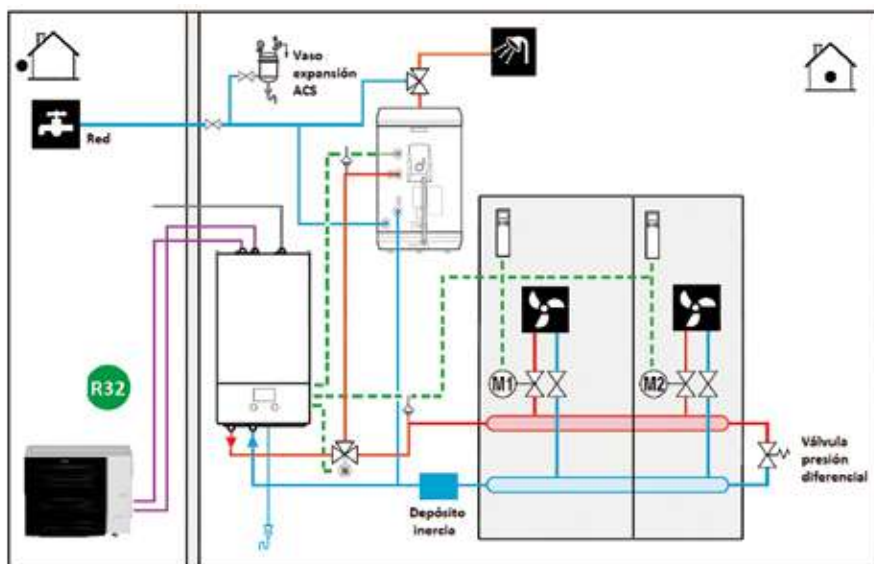 Vaso
expansión
ACS
Red
R32
M1
M2
Válvula
presión
diferencial
Depósito
inercia